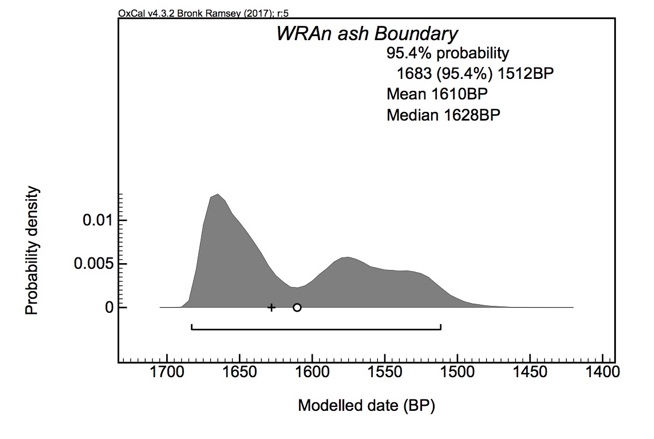 OxCal v4.3.2 Bronk Ramsey (2017); r:5
WRAn ash Boundary
95.4% probability
1683 (95.4%) 1512BP
Mean 1610BP
Median 1628BP
Probability density
0.01
0.005
0
1700 1650 1600 1550 1500 1450 1400
Modelled date (BP)